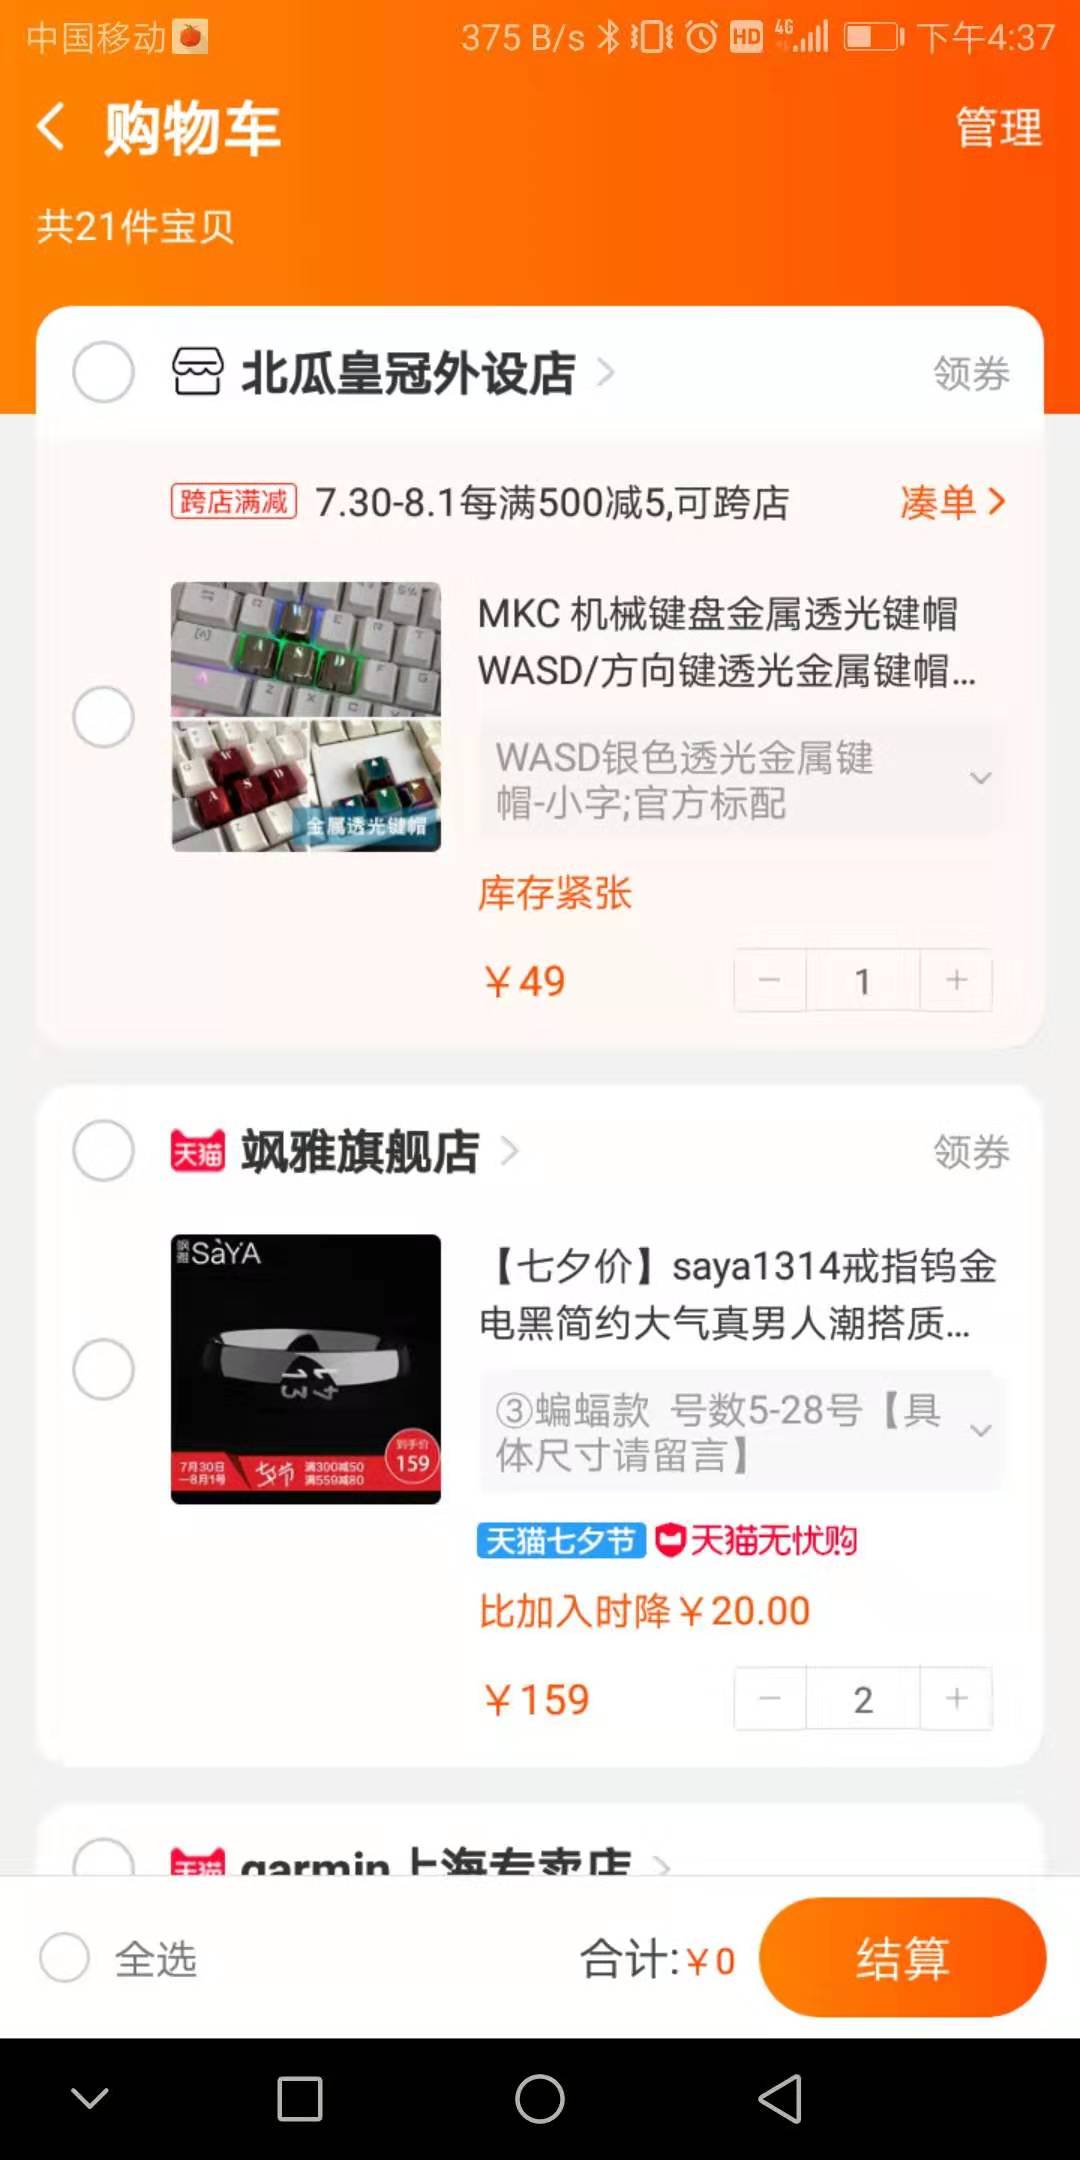 中国移动 375 B/s HD 4G 下午4:37
购物车 管理
共21件宝贝
北瓜皇冠外设店 领券
跨店满减 7.30-8.1每满500减5,可跨店 凑单
MKC 机械键盘金属透光键帽
WASD/方向键透光金属键帽...
金属透光键帽
WASD银色透光金属键
帽-小字;官方标配
库存紧张
￥49 － 1 +
天猫 飒雅旗舰店 领券
飒雅 SàYA
【七夕价】saya1314戒指钨金
电黑简约大气真男人潮搭质...
③蝙蝠款 号数5-28号【具
体尺寸请留言】
7月30日
—8月1号
七夕节
满300减50
满559减80
到手价
159
天猫七夕节 天猫无忧购
比加入时降￥20.00
￥159 － 2 +
天猫 garmin上海专卖店
全选 合计:￥0 结算